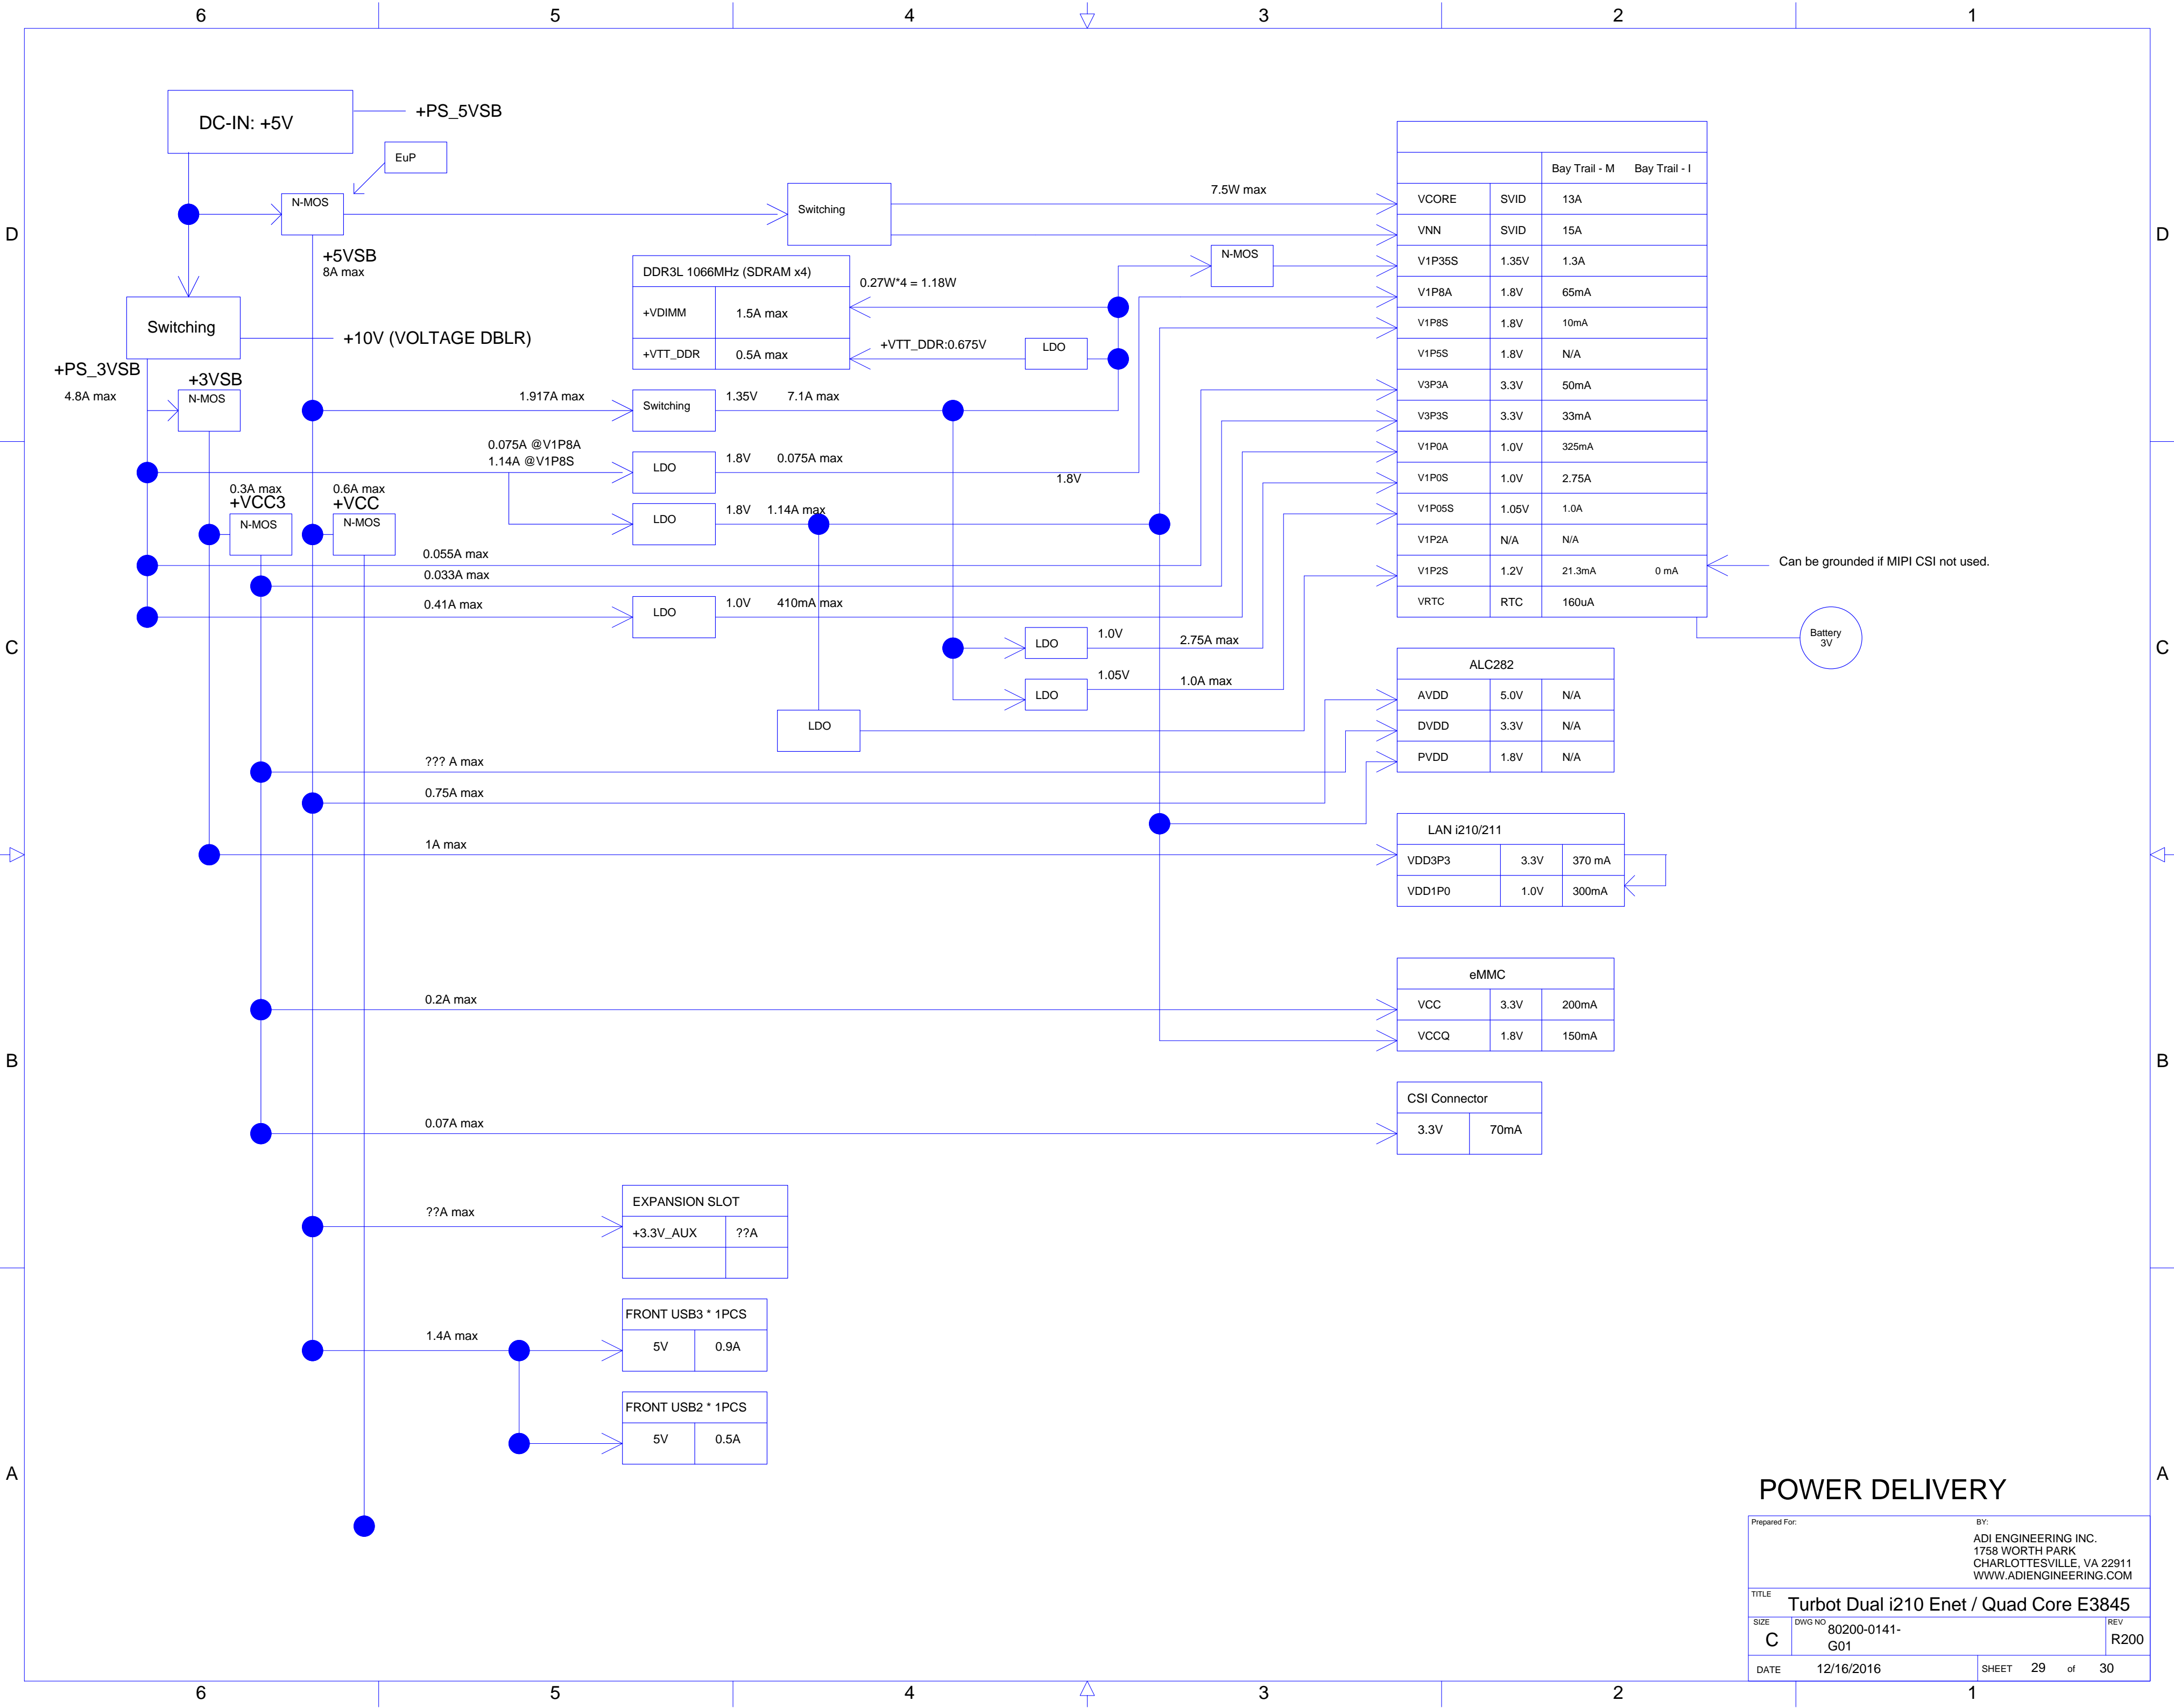 6 5 4 3 2 1
DC-IN: +5V
+PS_5VSB
EuP
N-MOS
+5VSB
8A max
Switching
7.5W max
N-MOS
Switching
+10V (VOLTAGE DBLR)
+PS_3VSB
4.8A max
+3VSB
N-MOS
DDR3L 1066MHz (SDRAM x4)
+VDIMM 1.5A max
+VTT_DDR 0.5A max
0.27W*4 = 1.18W
+VTT_DDR:0.675V
LDO
1.917A max
Switching
1.35V 7.1A max
0.075A @V1P8A
1.14A @V1P8S
LDO
1.8V 0.075A max
1.8V
LDO
1.8V 1.14A max
0.3A max
+VCC3
N-MOS
0.6A max
+VCC
N-MOS
0.055A max
0.033A max
0.41A max
LDO
1.0V 410mA max
LDO
1.0V
2.75A max
LDO
1.05V
1.0A max
LDO
Bay Trail - M Bay Trail - I
VCORE SVID 13A
VNN SVID 15A
V1P35S 1.35V 1.3A
V1P8A 1.8V 65mA
V1P8S 1.8V 10mA
V1P5S 1.8V N/A
V3P3A 3.3V 50mA
V3P3S 3.3V 33mA
V1P0A 1.0V 325mA
V1P0S 1.0V 2.75A
V1P05S 1.05V 1.0A
V1P2A N/A N/A
V1P2S 1.2V 21.3mA 0 mA
VRTC RTC 160uA
Can be grounded if MIPI CSI not used.
Battery
3V
ALC282
AVDD 5.0V N/A
DVDD 3.3V N/A
PVDD 1.8V N/A
??? A max
0.75A max
1A max
LAN i210/211
VDD3P3 3.3V 370 mA
VDD1P0 1.0V 300mA
0.2A max
eMMC
VCC 3.3V 200mA
VCCQ 1.8V 150mA
0.07A max
CSI Connector
3.3V 70mA
??A max
EXPANSION SLOT
+3.3V_AUX ??A
1.4A max
FRONT USB3 * 1PCS
5V 0.9A
FRONT USB2 * 1PCS
5V 0.5A
D D
C C
B B
A A
POWER DELIVERY
Prepared For: BY:
ADI ENGINEERING INC.
1758 WORTH PARK
CHARLOTTESVILLE, VA 22911
WWW.ADIENGINEERING.COM
TITLE
Turbot Dual i210 Enet / Quad Core E3845
SIZE DWG NO REV
C 80200-0141- R200
G01
DATE 12/16/2016 SHEET 29 of 30
6 5 4 3 2 1